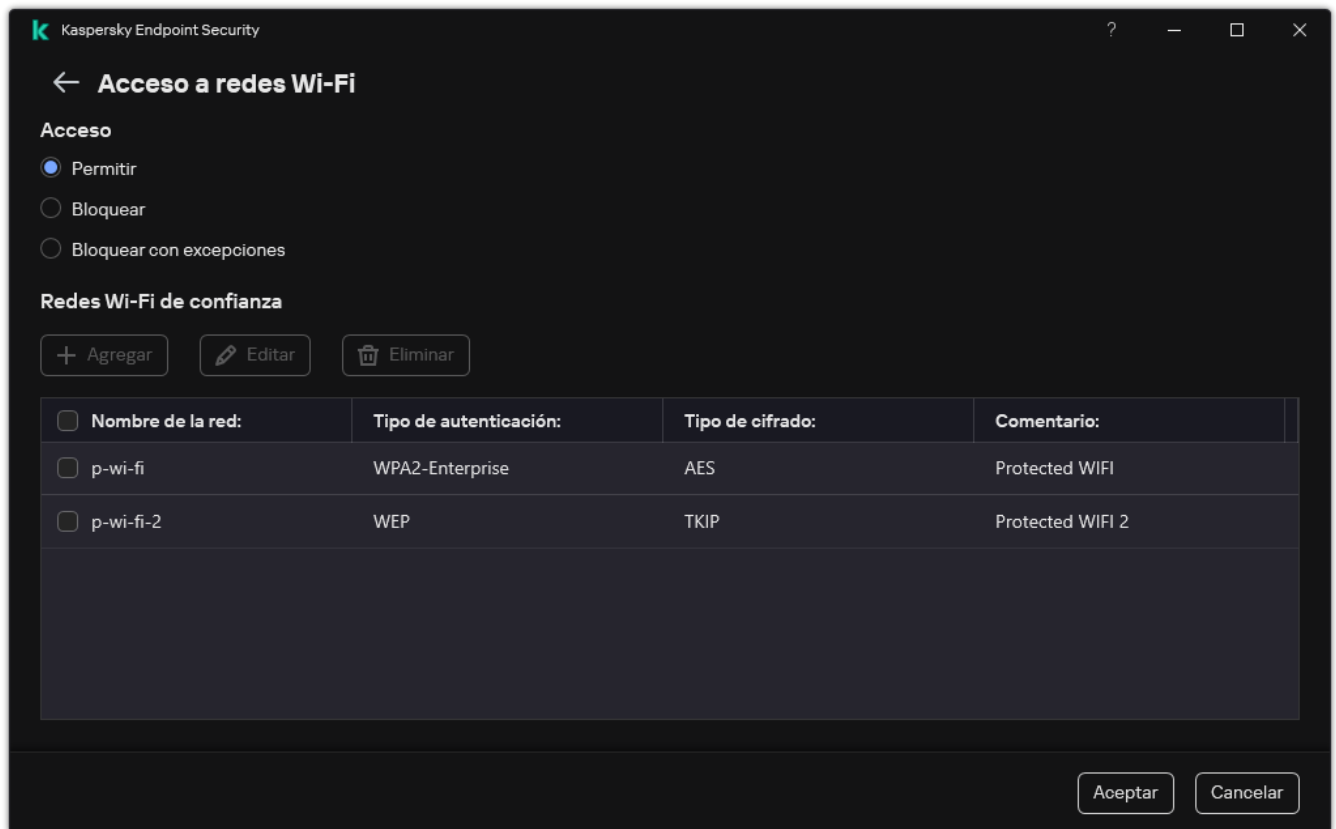 Kaspersky Endpoint Security ?
Acceso a redes Wi-Fi
Acceso
Permitir
Bloquear
Bloquear con excepciones
Redes Wi-Fi de confianza
Agregar Editar Eliminar
Nombre de la red: Tipo de autenticación: Tipo de cifrado: Comentario:
p-wi-fi WPA2-Enterprise AES Protected WIFI
p-wi-fi-2 WEP TKIP Protected WIFI 2
Aceptar Cancelar